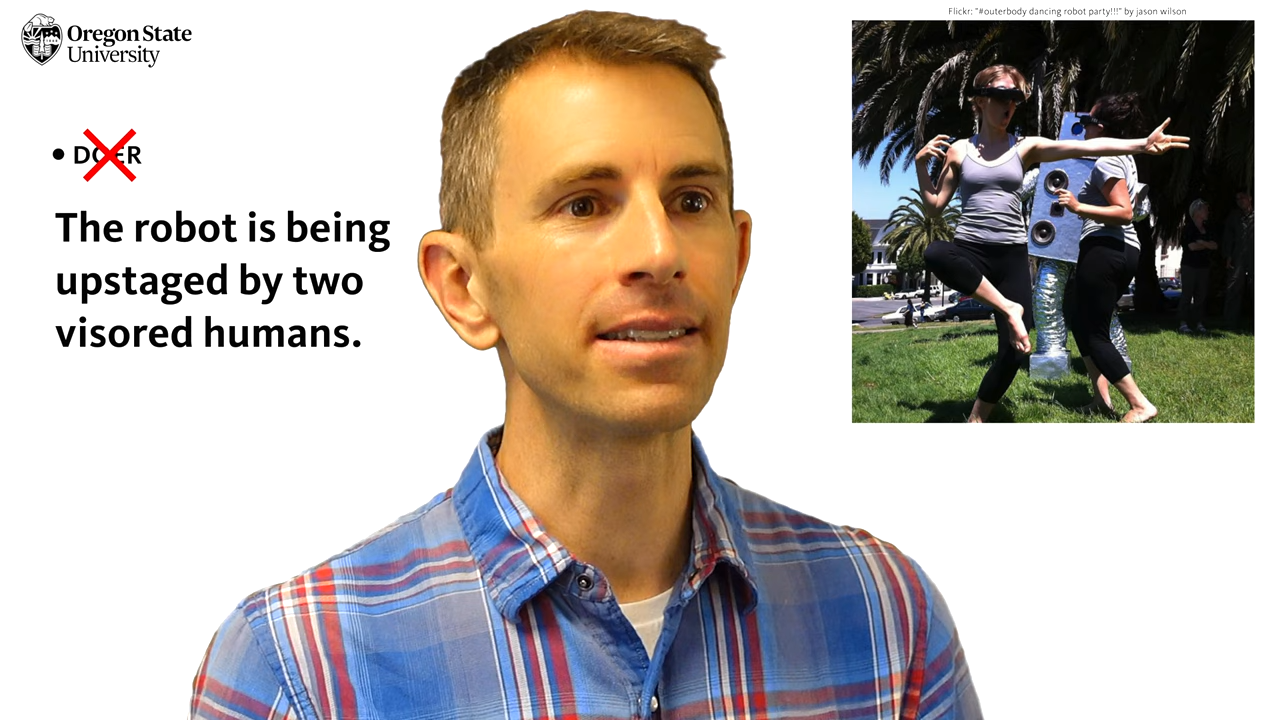 Flickr: "#outerbody dancing robot party!!!" by jason wilson
Oregon State
University
• DOER
The robot is being
upstaged by two
visored humans.